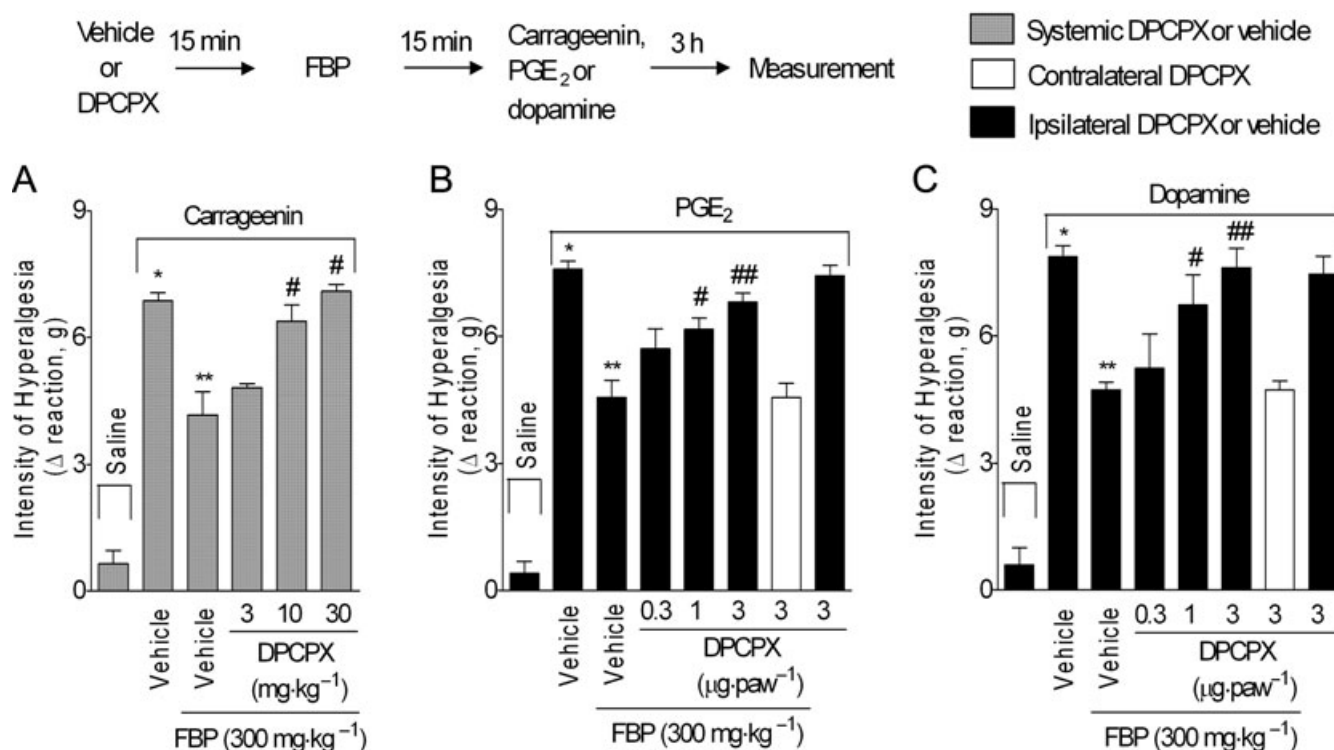 Vehicle
or
DPCPX
15 min
FBP
15 min
Carrageenin,
PGE2 or
dopamine
3 h
Measurement
Systemic DPCPX or vehicle
Contralateral DPCPX
Ipsilateral DPCPX or vehicle
A
Carrageenin
Intensity of Hyperalgesia
(Δ reaction, g)
9
6
3
0
Saline
*
**
#
#
Vehicle
Vehicle
3 10 30
DPCPX
(mg·kg⁻¹)
FBP (300 mg·kg⁻¹)
B
PGE2
Intensity of Hyperalgesia
(Δ reaction, g)
9
6
3
0
Saline
*
**
#
##
Vehicle
Vehicle
0.3 1 3 3 3
DPCPX
(μg·paw⁻¹)
FBP (300 mg·kg⁻¹)
C
Dopamine
Intensity of Hyperalgesia
(Δ reaction, g)
9
6
3
0
Saline
*
**
#
##
Vehicle
Vehicle
0.3 1 3 3 3
DPCPX
(μg·paw⁻¹)
FBP (300 mg·kg⁻¹)